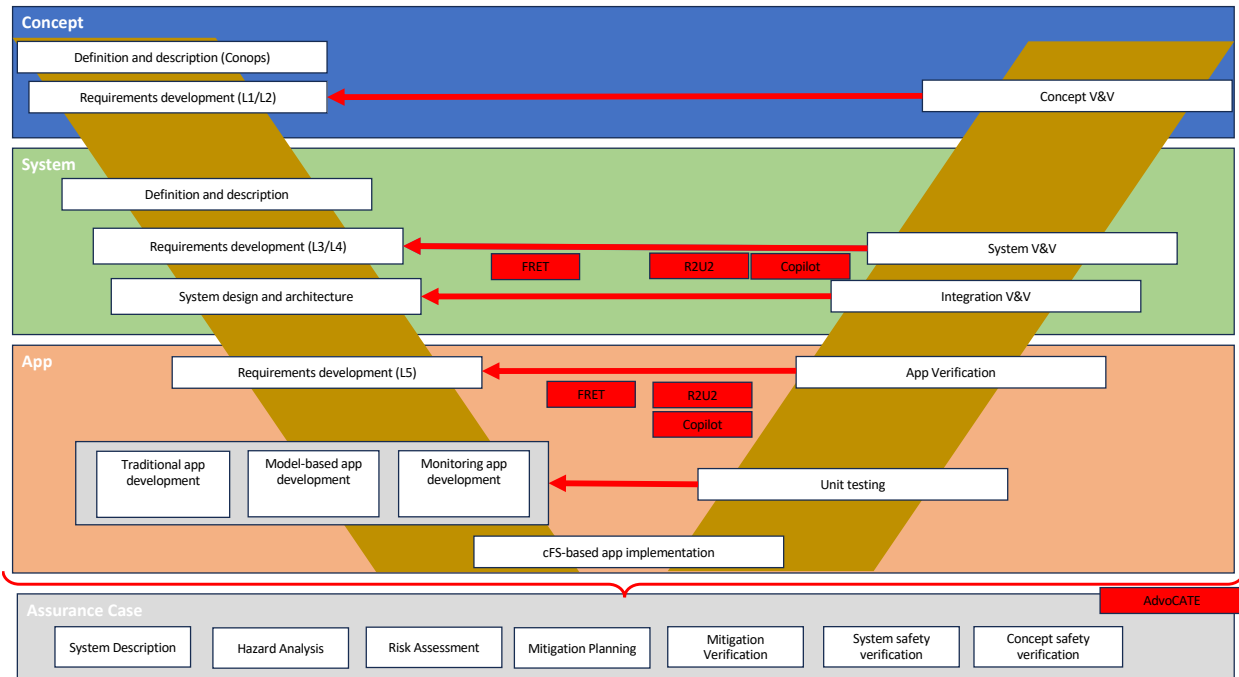 Concept
Definition and description (Conops)
Requirements development (L1/L2)
Concept V&V
System
Definition and description
Requirements development (L3/L4)
System V&V
FRET
R2U2
Copilot
System design and architecture
Integration V&V
App
Requirements development (L5)
App Verification
FRET
R2U2
Copilot
Traditional app
development
Model-based app
development
Monitoring app
development
Unit testing
cFS-based app implementation
Assurance Case
AdvoCATE
System Description
Hazard Analysis
Risk Assessment
Mitigation Planning
Mitigation
Verification
System safety
verification
Concept safety
verification